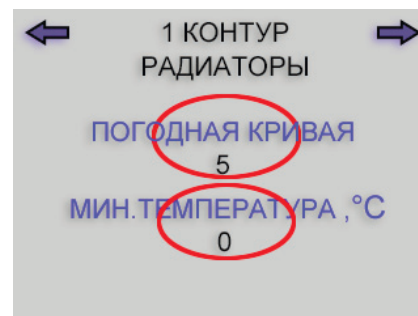 1 КОНТУР
РАДИАТОРЫ
ПОГОДНАЯ КРИВАЯ
5
МИН.ТЕМПЕРАТУРА ,°С
0